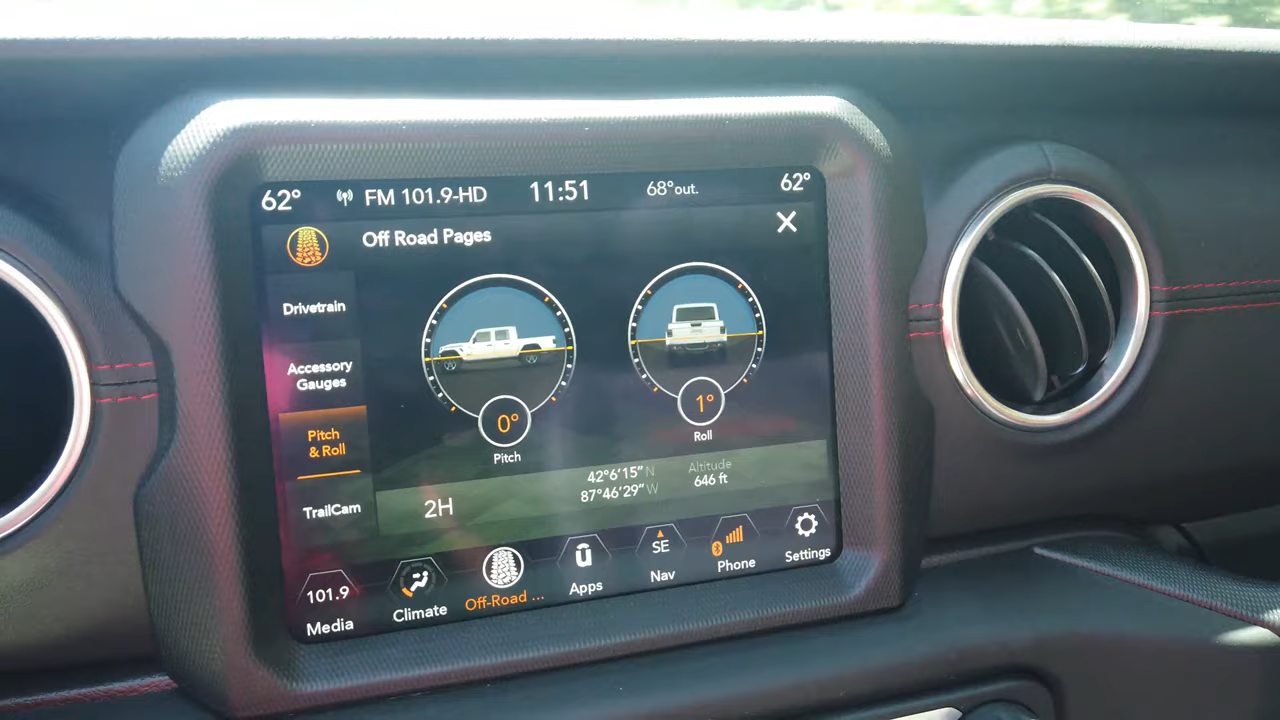 62° FM 101.9-HD 11:51 68°out. 62°
Off Road Pages
Drivetrain
Accessory
Gauges
Pitch
& Roll
TrailCam
0°
Pitch
1°
Roll
2H
42°6'15"N
87°46'29"W
Altitude
646 ft
101.9
Media
Climate
Off-Road ...
Apps
SE
Nav
Phone
Settings